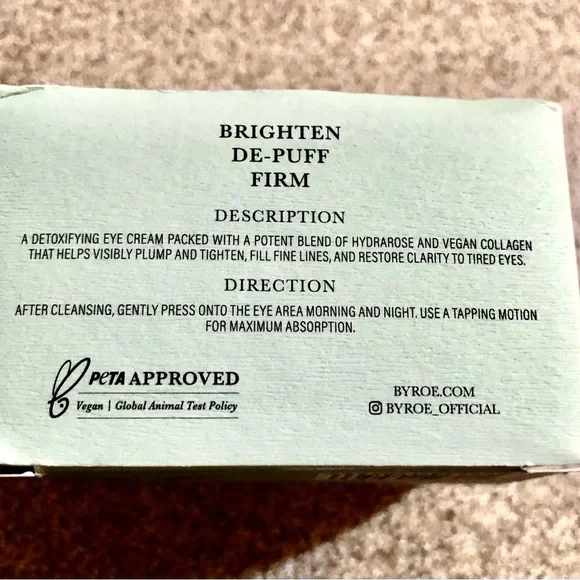 BRIGHTEN
DE-PUFF
FIRM
DESCRIPTION
A DETOXIFYING EYE CREAM PACKED WITH A POTENT BLEND OF HYDRAROSE AND VEGAN COLLAGEN
THAT HELPS VISIBLY PLUMP AND TIGHTEN, FILL FINE LINES, AND RESTORE CLARITY TO TIRED EYES.
DIRECTION
AFTER CLEANSING, GENTLY PRESS ONTO THE EYE AREA MORNING AND NIGHT. USE A TAPPING MOTION
FOR MAXIMUM ABSORPTION.
PETA APPROVED
Vegan | Global Animal Test Policy
BYROE.COM
BYROE_OFFICIAL